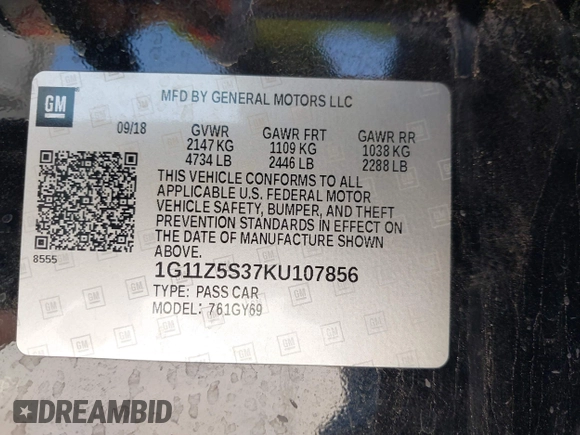 GM
MFD BY GENERAL MOTORS LLC
09/18 GVWR GAWR FRT GAWR RR
2147 KG 1109 KG 1038 KG
4734 LB 2446 LB 2288 LB
THIS VEHICLE CONFORMS TO ALL
APPLICABLE U.S. FEDERAL MOTOR
VEHICLE SAFETY, BUMPER, AND THEFT
PREVENTION STANDARDS IN EFFECT ON
THE DATE OF MANUFACTURE SHOWN
ABOVE.
8555
1G11Z5S37KU107856
TYPE: PASS CAR
MODEL: 761GY69
DREAMBID